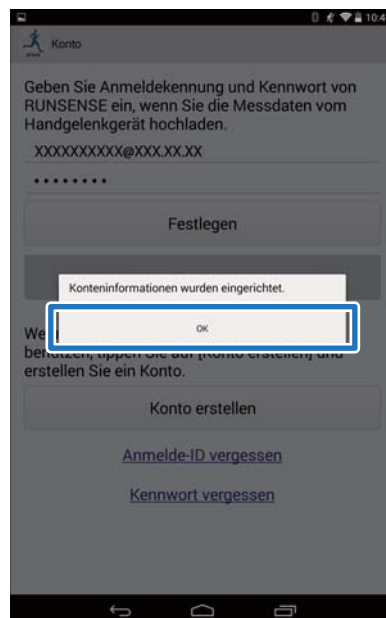 10:4
Konto
Geben Sie Anmeldekennung und Kennwort von
RUNSENSE ein, wenn Sie die Messdaten vom
Handgelenkgerät hochladen.
XXXXXXXXXX@XXX.XX.XX
••••••••
Festlegen
Konteninformationen wurden eingerichtet.
OK
benutzen, tippen Sie auf [Konto erstellen] und
erstellen Sie ein Konto.
Konto erstellen
Anmelde-ID vergessen
Kennwort vergessen